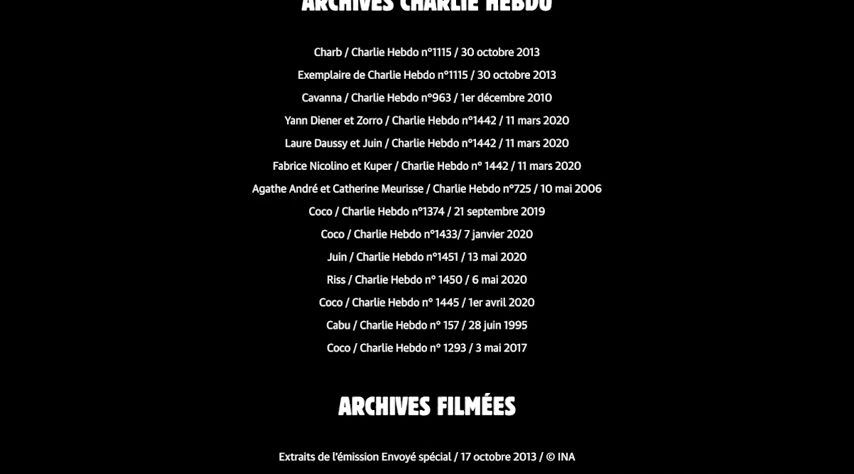 ARCHIVES CHARLIE HEBDO
Charb / Charlie Hebdo n°1115 / 30 octobre 2013
Exemplaire de Charlie Hebdo n°1115 / 30 octobre 2013
Cavanna / Charlie Hebdo n°963 / 1er décembre 2010
Yann Diener et Zorro / Charlie Hebdo n°1442 / 11 mars 2020
Laure Daussy et Juin / Charlie Hebdo n°1442 / 11 mars 2020
Fabrice Nicolino et Kuper / Charlie Hebdo n° 1442 / 11 mars 2020
Agathe André et Catherine Meurisse / Charlie Hebdo n°725 / 10 mai 2006
Coco / Charlie Hebdo n°1374 / 21 septembre 2019
Coco / Charlie Hebdo n°1433/ 7 janvier 2020
Juin / Charlie Hebdo n°1451 / 13 mai 2020
Riss / Charlie Hebdo n° 1450 / 6 mai 2020
Coco / Charlie Hebdo n° 1445 / 1er avril 2020
Cabu / Charlie Hebdo n° 157 / 28 juin 1995
Coco / Charlie Hebdo n° 1293 / 3 mai 2017
ARCHIVES FILMÉES
Extraits de l'émission Envoyé spécial / 17 octobre 2013 / © INA